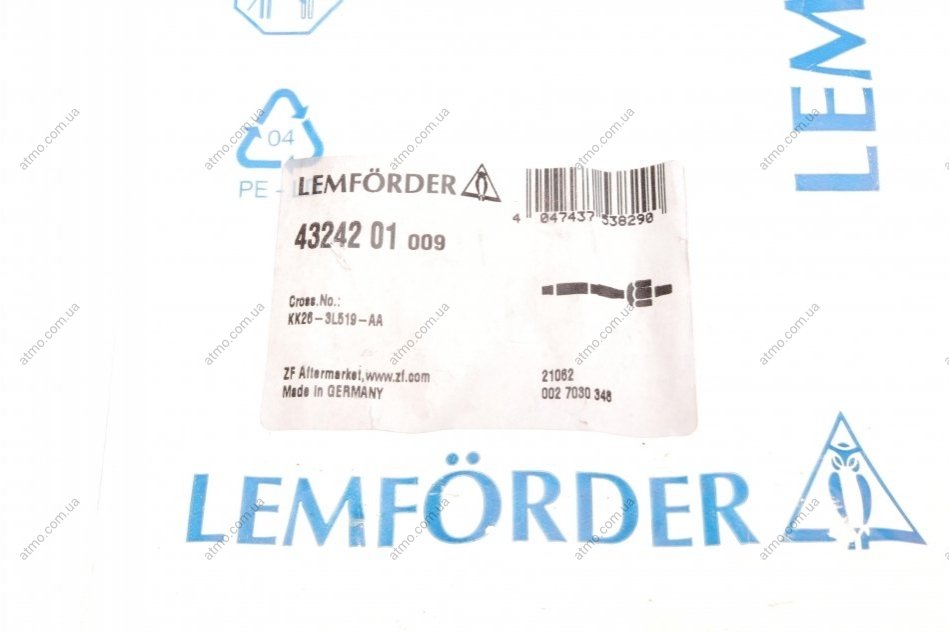 04
PE -
LEMFÖRDER
43242 01 009
4 047437 338290
Cross.No.:
KK26-3L519-AA
ZF Aftermarket,www.zf.com
Made in GERMANY
21062
002 7030 348
LEMFÖRDER
LEM
atmo.com.ua